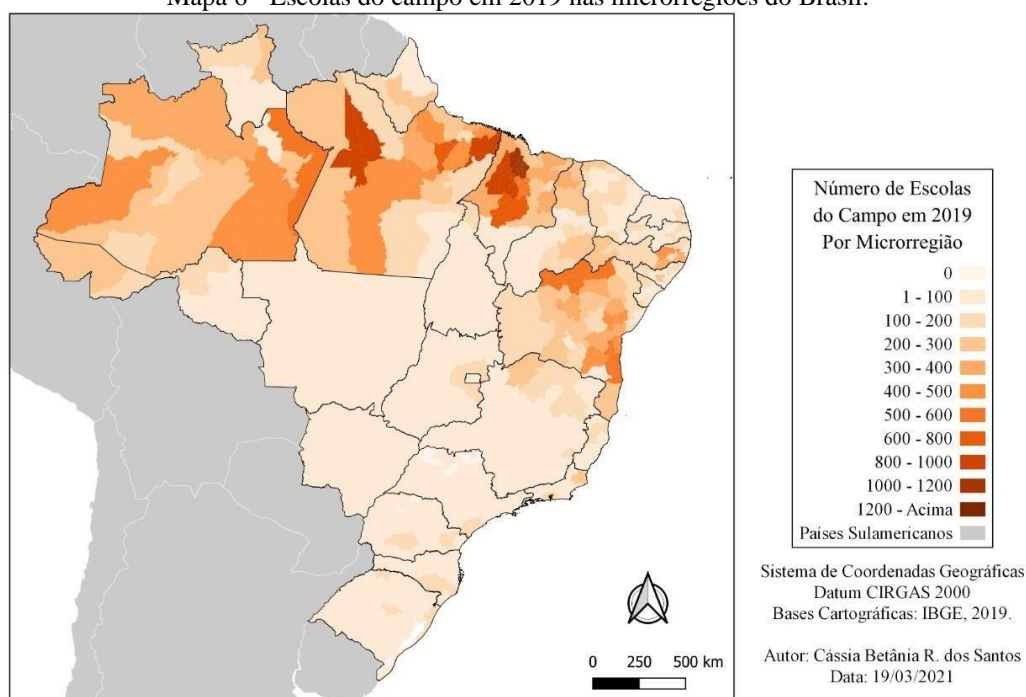 Mapa 6 - Escolas do campo em 2019 nas microrregiões do Brasil.
Número de Escolas
do Campo em 2019
Por Microrregião
0
1 - 100
100 - 200
200 - 300
300 - 400
400 - 500
500 - 600
600 - 800
800 - 1000
1000 - 1200
1200 - Acima
Países Sulamericanos
Sistema de Coordenadas Geográficas
Datum CIRGAS 2000
Bases Cartográficas: IBGE, 2019.
Autor: Cássia Betânia R. dos Santos
Data: 19/03/2021
0 250 500 km